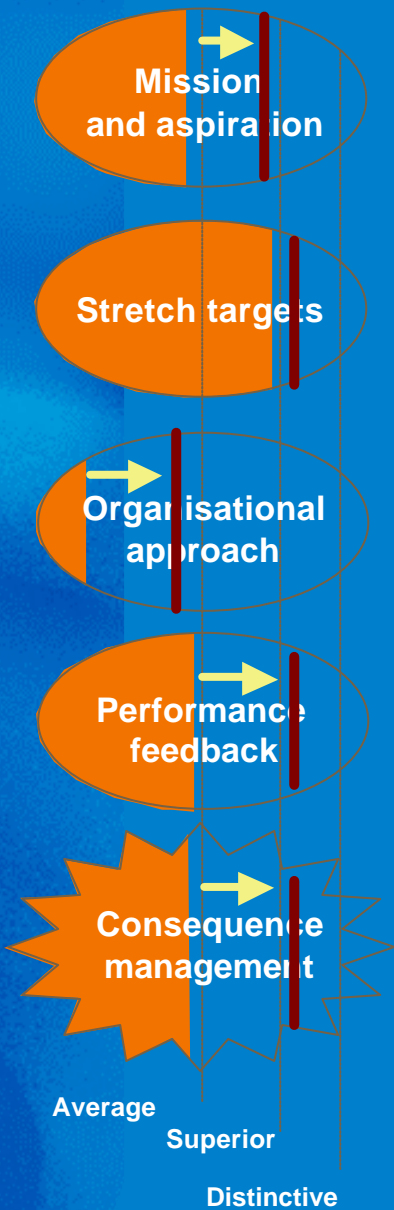 Mission
and aspiration
Stretch targets
Organisational
approach
Performance
feedback
Consequence
management
Average
Superior
Distinctive